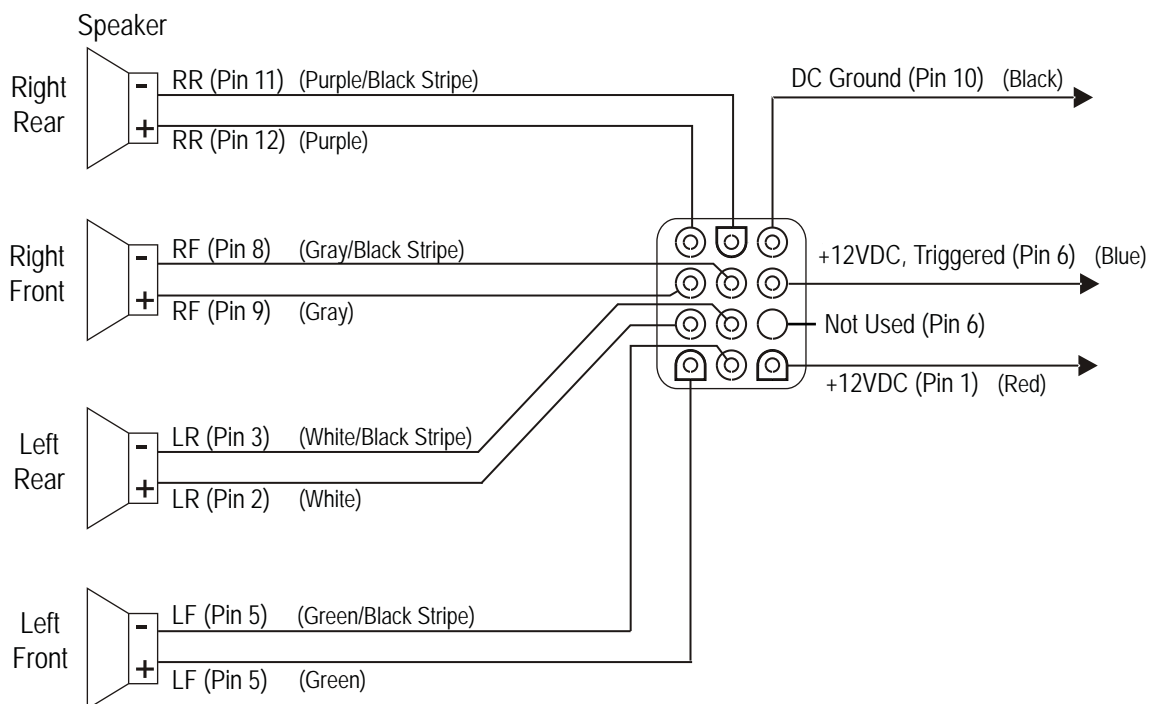 Speaker
Right
Rear
-
+
RR (Pin 11) (Purple/Black Stripe)
RR (Pin 12) (Purple)
DC Ground (Pin 10) (Black)
Right
Front
-
+
RF (Pin 8) (Gray/Black Stripe)
RF (Pin 9) (Gray)
+12VDC, Triggered (Pin 6) (Blue)
Not Used (Pin 6)
+12VDC (Pin 1) (Red)
Left
Rear
-
+
LR (Pin 3) (White/Black Stripe)
LR (Pin 2) (White)
Left
Front
-
+
LF (Pin 5) (Green/Black Stripe)
LF (Pin 5) (Green)